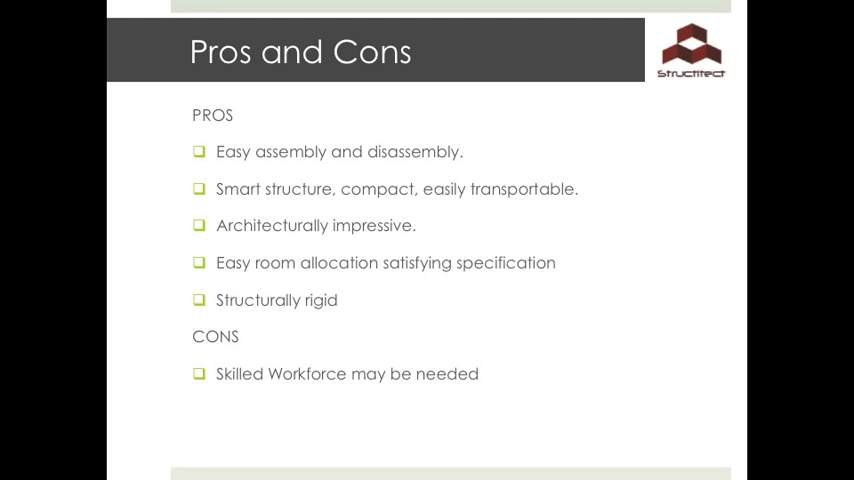 Pros and Cons
Structitect
PROS
Easy assembly and disassembly.
Smart structure, compact, easily transportable.
Architecturally impressive.
Easy room allocation satisfying specification
Structurally rigid
CONS
Skilled Workforce may be needed